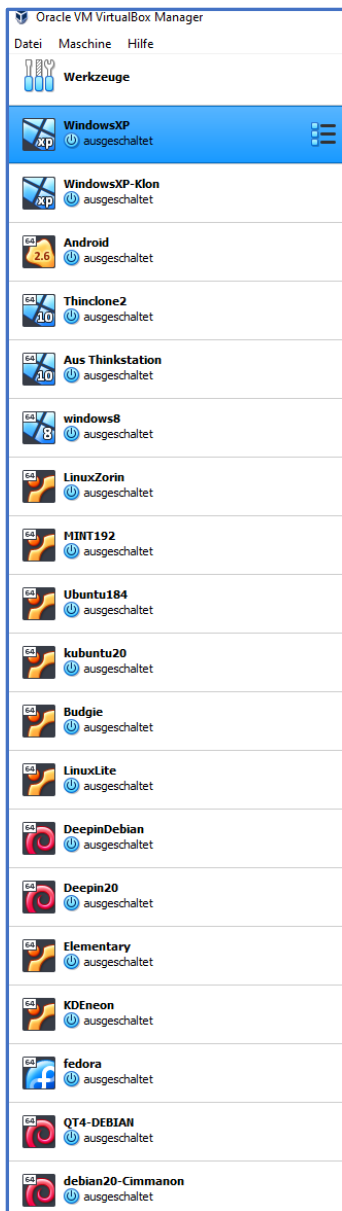 Oracle VM VirtualBox Manager
Datei Maschine Hilfe
Werkzeuge
WindowsXP
xp ausgeschaltet
WindowsXP-Klon
xp ausgeschaltet
64 Android
2.6 ausgeschaltet
64 Thinclone2
10 ausgeschaltet
64 Aus Thinkstation
10 ausgeschaltet
64 windows8
8 ausgeschaltet
64 LinuxZorin
ausgeschaltet
64 MINT192
ausgeschaltet
64 Ubuntu184
ausgeschaltet
64 kubuntu20
ausgeschaltet
64 Budgie
ausgeschaltet
64 LinuxLite
ausgeschaltet
64 DeepinDebian
ausgeschaltet
64 Deepin20
ausgeschaltet
64 Elementary
ausgeschaltet
64 KDEneon
ausgeschaltet
64 fedora
ausgeschaltet
64 QT4-DEBIAN
ausgeschaltet
64 debian20-Cimmanon
ausgeschaltet